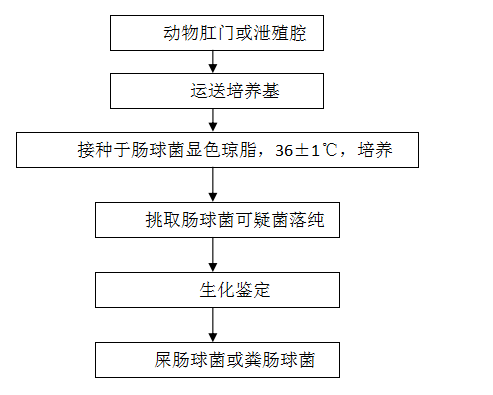 动物肛门或泄殖腔
运送培养基
接种于肠球菌显色琼脂，36±1℃，培养
挑取肠球菌可疑菌落纯
生化鉴定
屎肠球菌或粪肠球菌